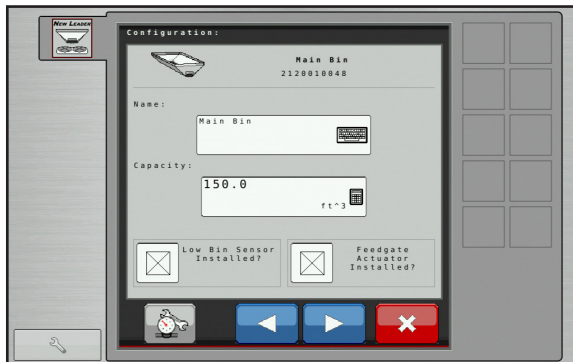 New Leader
Configuration:
Main Bin
2120010048
Name:
Main Bin
Capacity:
150.0
ft^3
Low Bin Sensor
Installed?
Feedgate
Actuator
Installed?